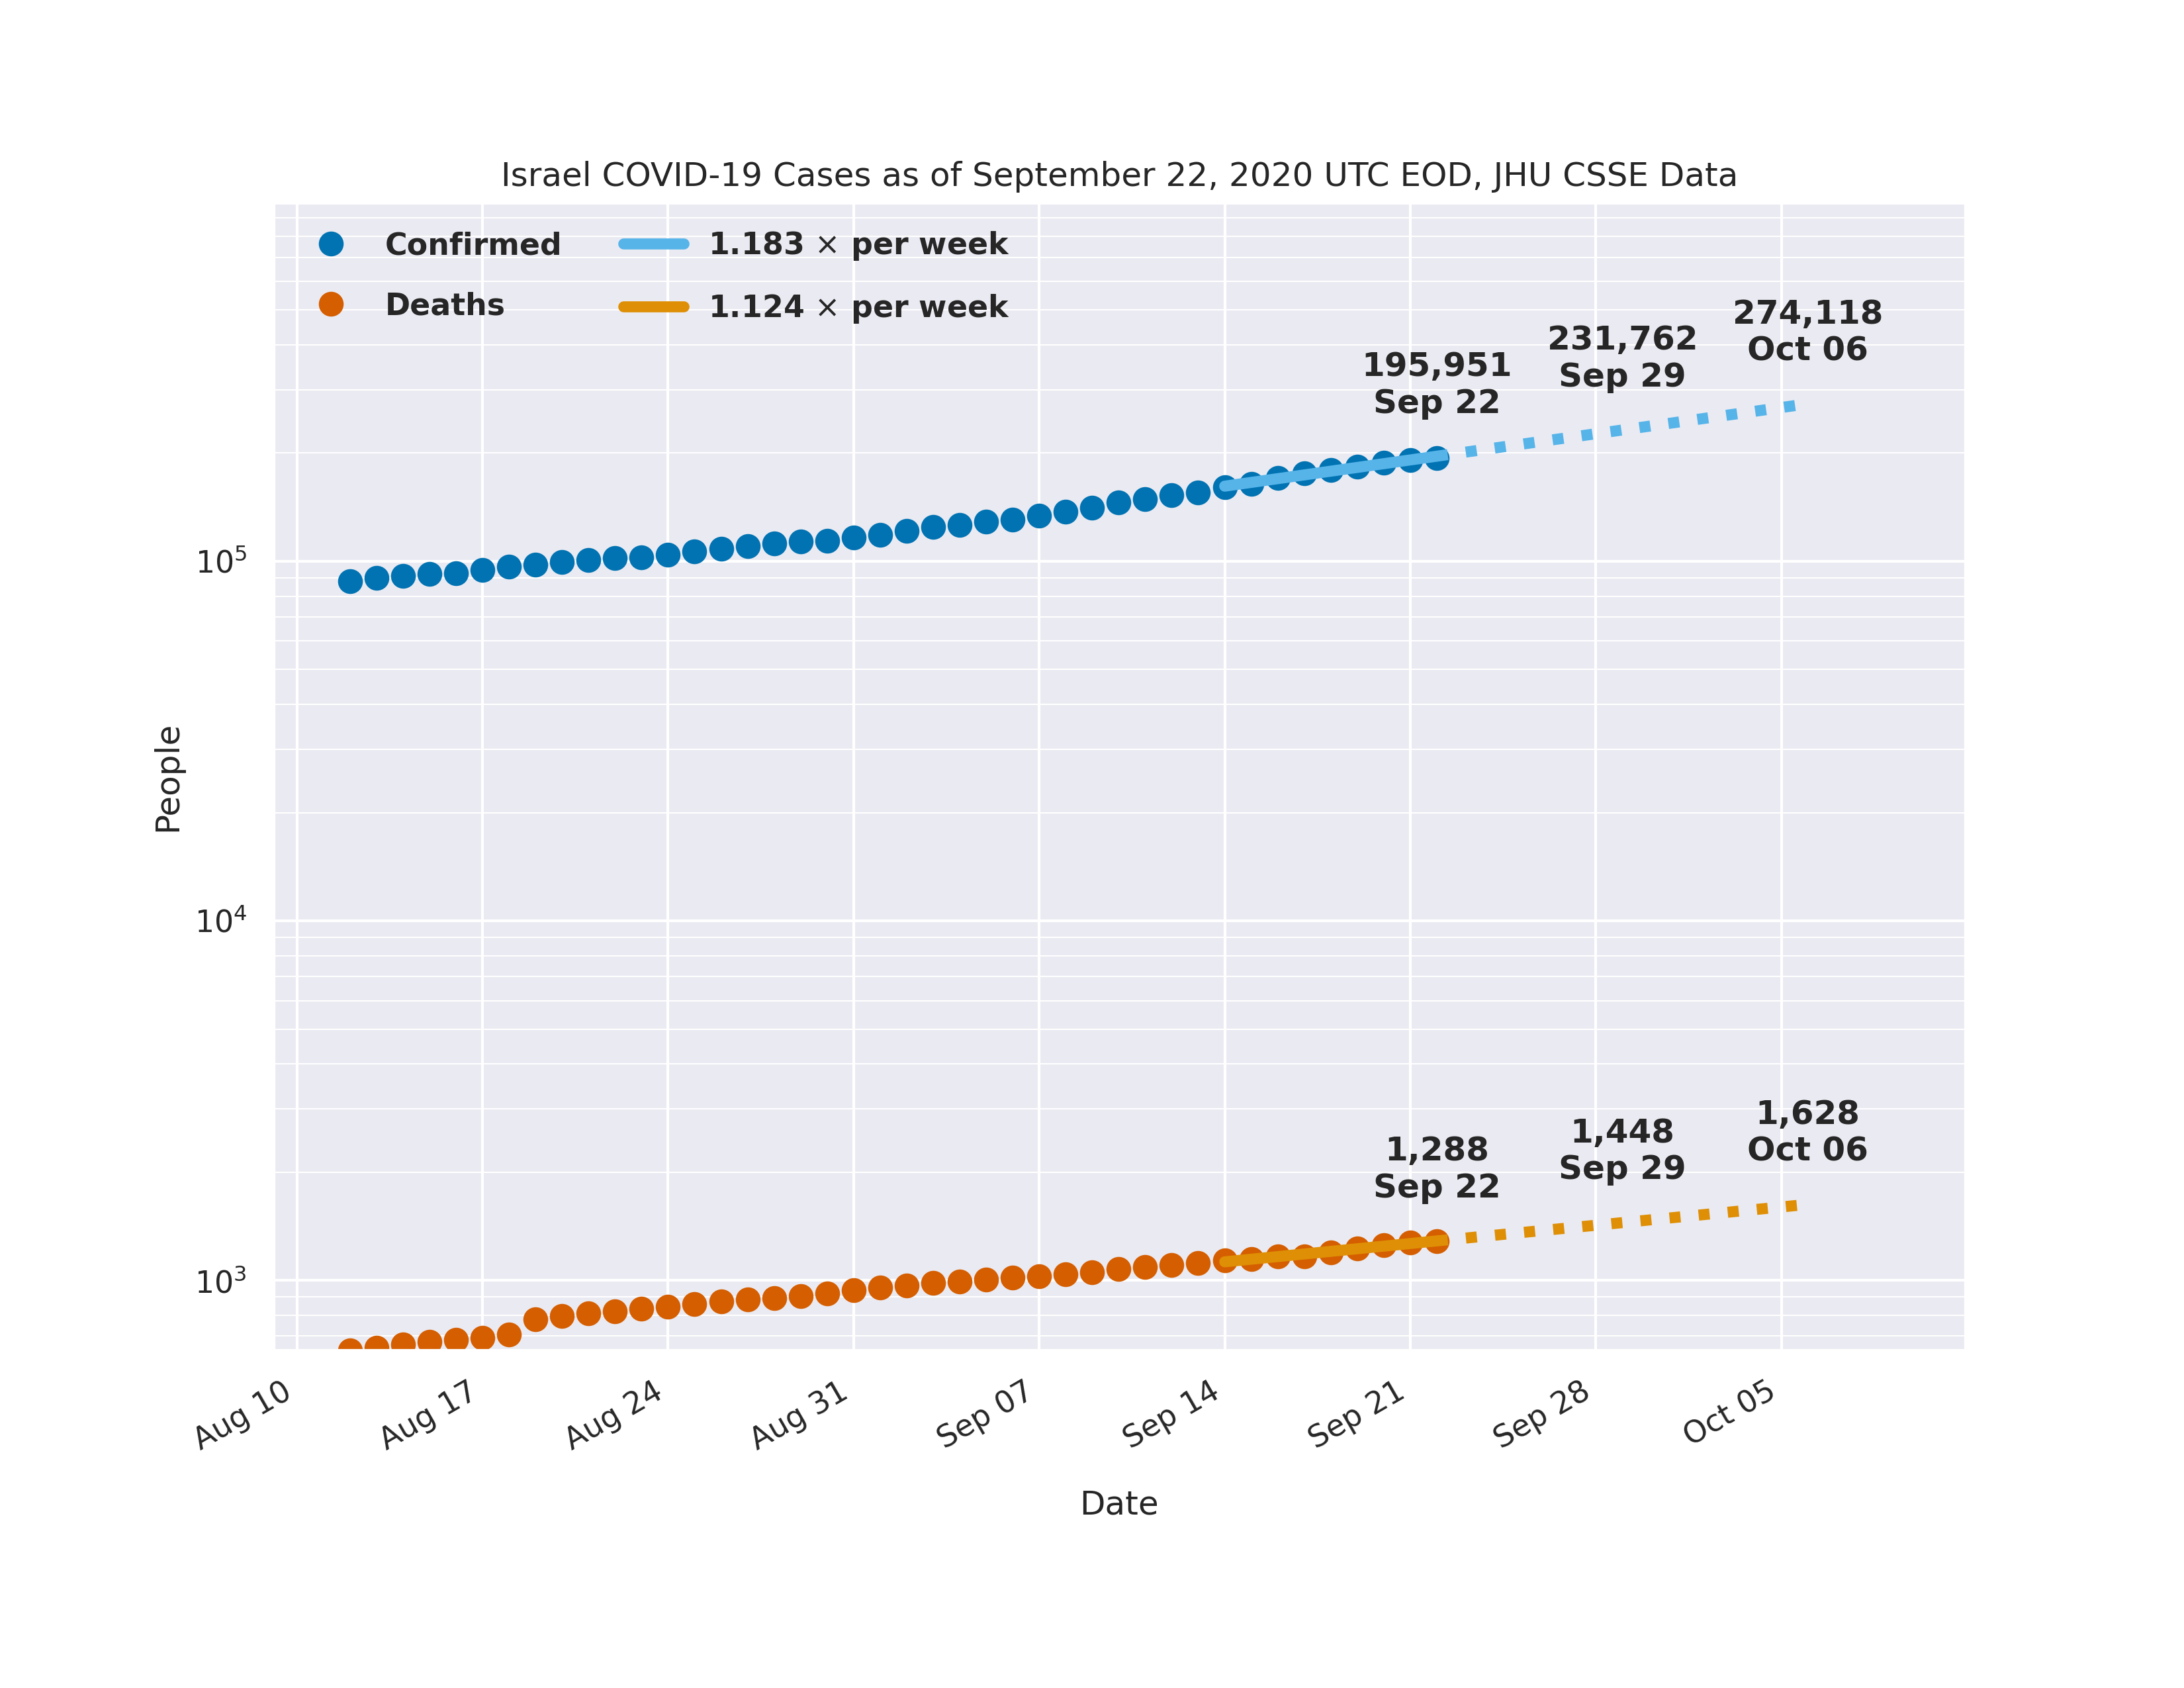 Israel COVID-19 Cases as of September 22, 2020 UTC EOD, JHU CSSE Data
Confirmed
Deaths
1.183 × per week
1.124 × per week
274,118
Oct 06
231,762
Sep 29
195,951
Sep 22
10⁵
10⁴
10³
People
1,628
Oct 06
1,448
Sep 29
1,288
Sep 22
Aug 10
Aug 17
Aug 24
Aug 31
Sep 07
Sep 14
Sep 21
Sep 28
Oct 05
Date